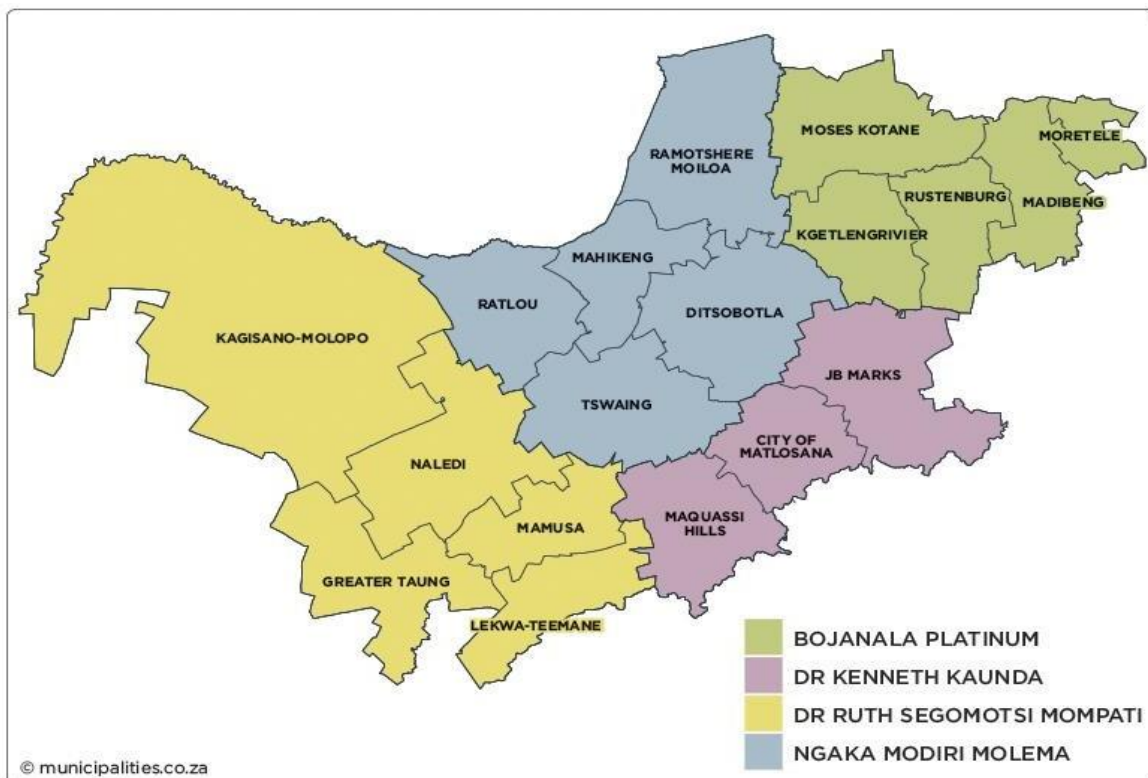 MOSES KOTANE
MORETELE
RAMOTSHERE
MOILOA
RUSTENBURG
MADIBENG
KGETLENGRIVIER
MAHIKENG
RATLOU
DITSOBOTLA
KAGISANO-MOLOPO
JB MARKS
TSWAING
CITY OF
MATLOSANA
NALEDI
MAMUSA
MAQUASSI
HILLS
GREATER TAUNG
LEKWA-TEEMANE
BOJANALA PLATINUM
DR KENNETH KAUNDA
DR RUTH SEGOMOTSI MOMPATI
NGAKA MODIRI MOLEMA
© municipalities.co.za